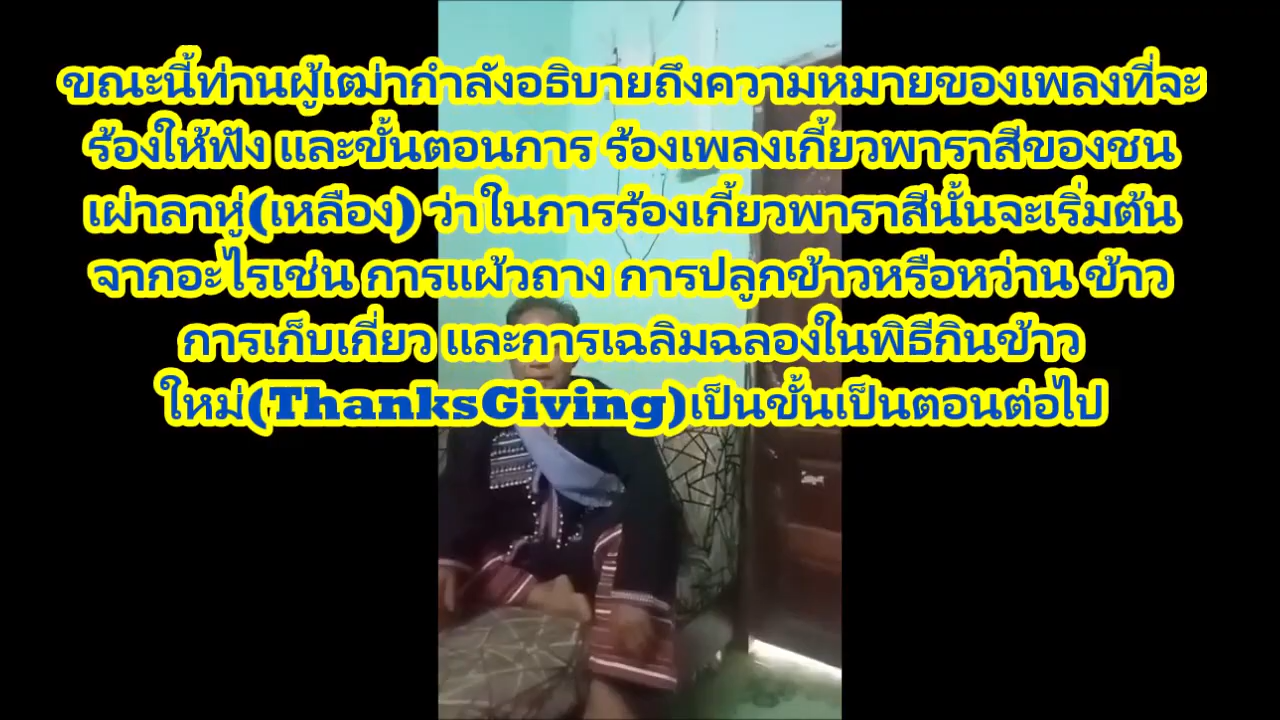 ขณะนี้ท่านผู้เฒ่ากำลังอธิบายถึงความหมายของเพลงที่จะ
ร้องให้ฟัง และขั้นตอนการ ร้องเพลงเกี้ยวพาราสีของชน
เผ่าลาหู่(เหลือง) ว่าในการร้องเกี้ยวพาราสีนั้นจะเริ่มต้น
จากอะไรเช่น การแผ้วถาง การปลูกข้าวหรือหว่าน ข้าว
การเก็บเกี่ยว และการเฉลิมฉลองในพิธีกินข้าว
ใหม่(ThanksGiving)เป็นขั้นเป็นตอนต่อไป